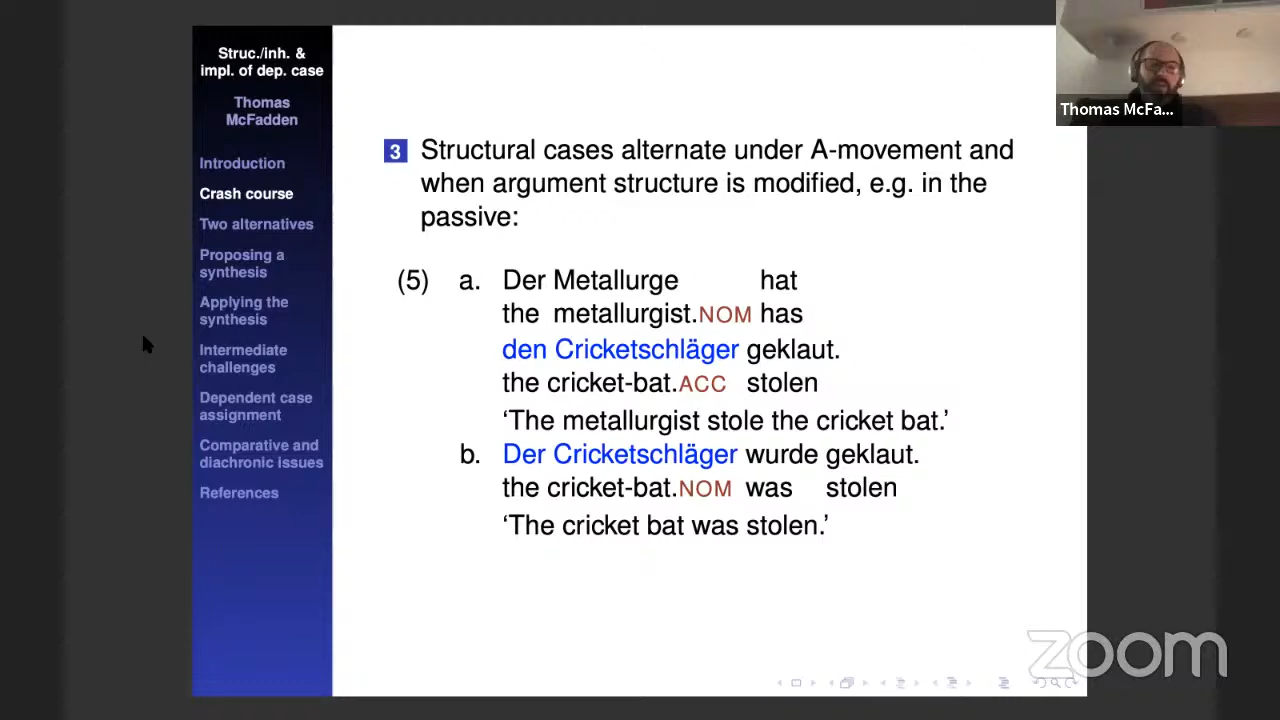 Struc./inh. &
impl. of dep. case
Thomas
McFadden
Introduction
Crash course
Two alternatives
Proposing a
synthesis
Applying the
synthesis
Intermediate
challenges
Dependent case
assignment
Comparative and
diachronic issues
References
3 Structural cases alternate under A-movement and
when argument structure is modified, e.g. in the
passive:
(5) a. Der Metallurge hat
the metallurgist.NOM has
den Cricketschläger geklaut.
the cricket-bat.ACC stolen
‘The metallurgist stole the cricket bat.’
b. Der Cricketschläger wurde geklaut.
the cricket-bat.NOM was stolen
‘The cricket bat was stolen.’
Thomas McFa...
zoom